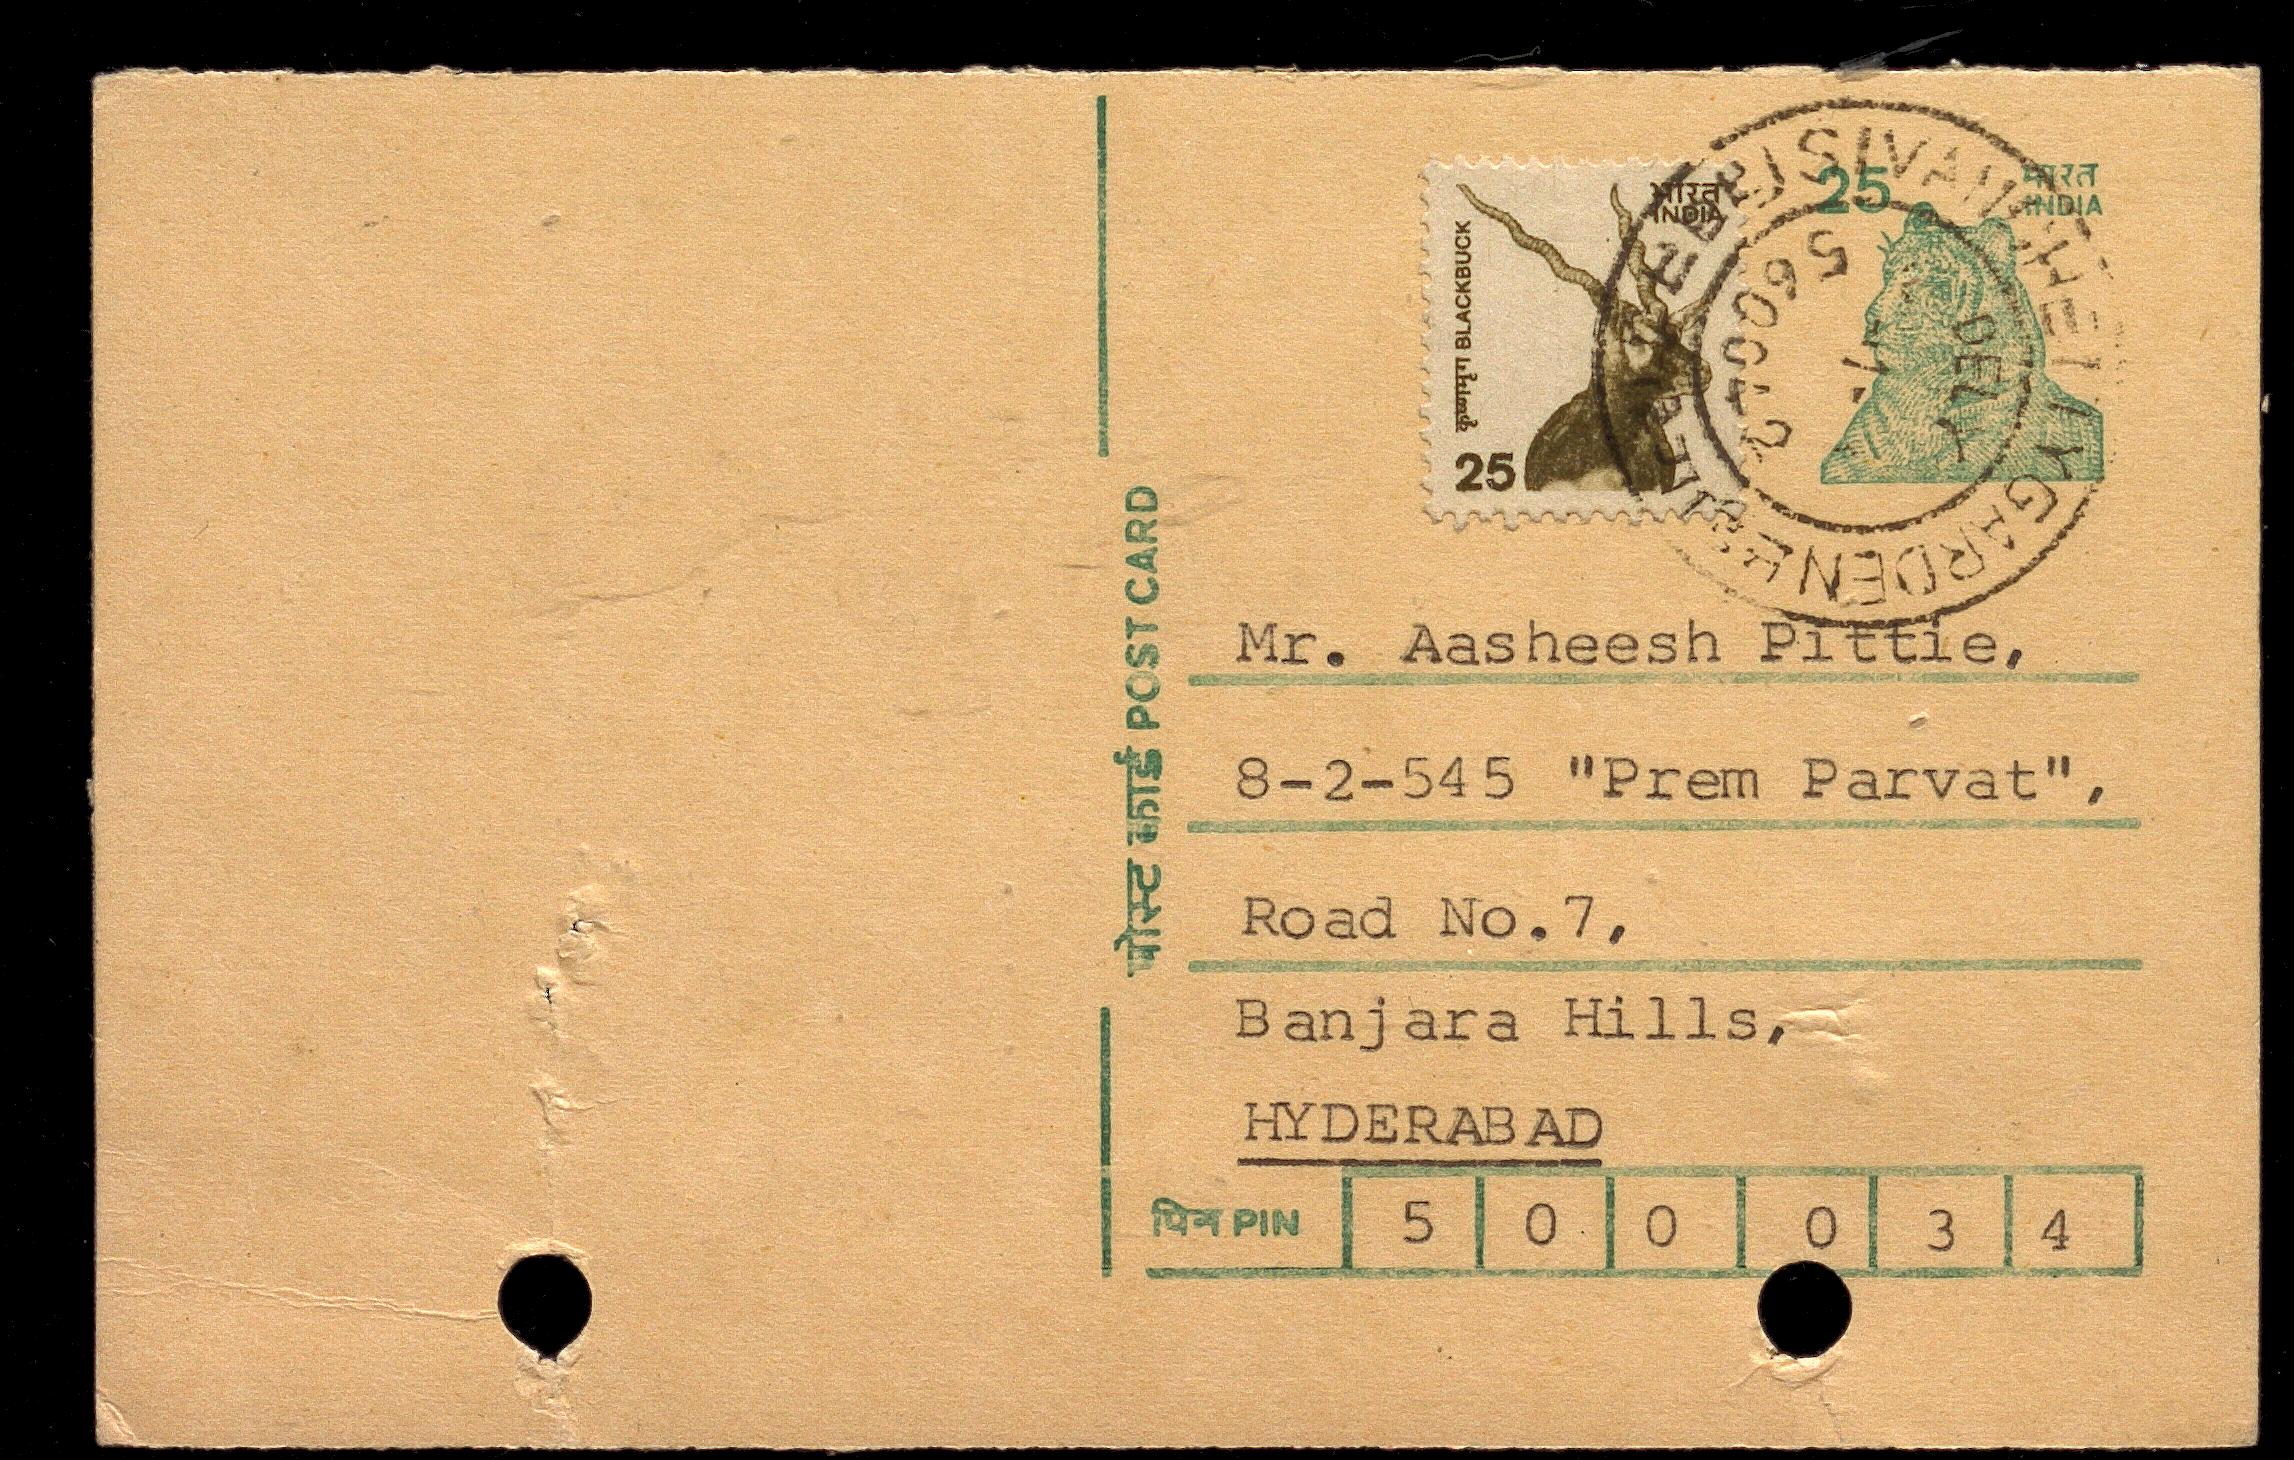 भारत
INDIA
कृष्णमृग BLACKBUCK
25
25
भारत
INDIA
पोस्ट कार्ड POST CARD
Mr. Aasheesh Pittie,
8-2-545 "Prem Parvat",
Road No.7,
Banjara Hills,
HYDERABAD
पिन PIN 5 0 0 0 3 4